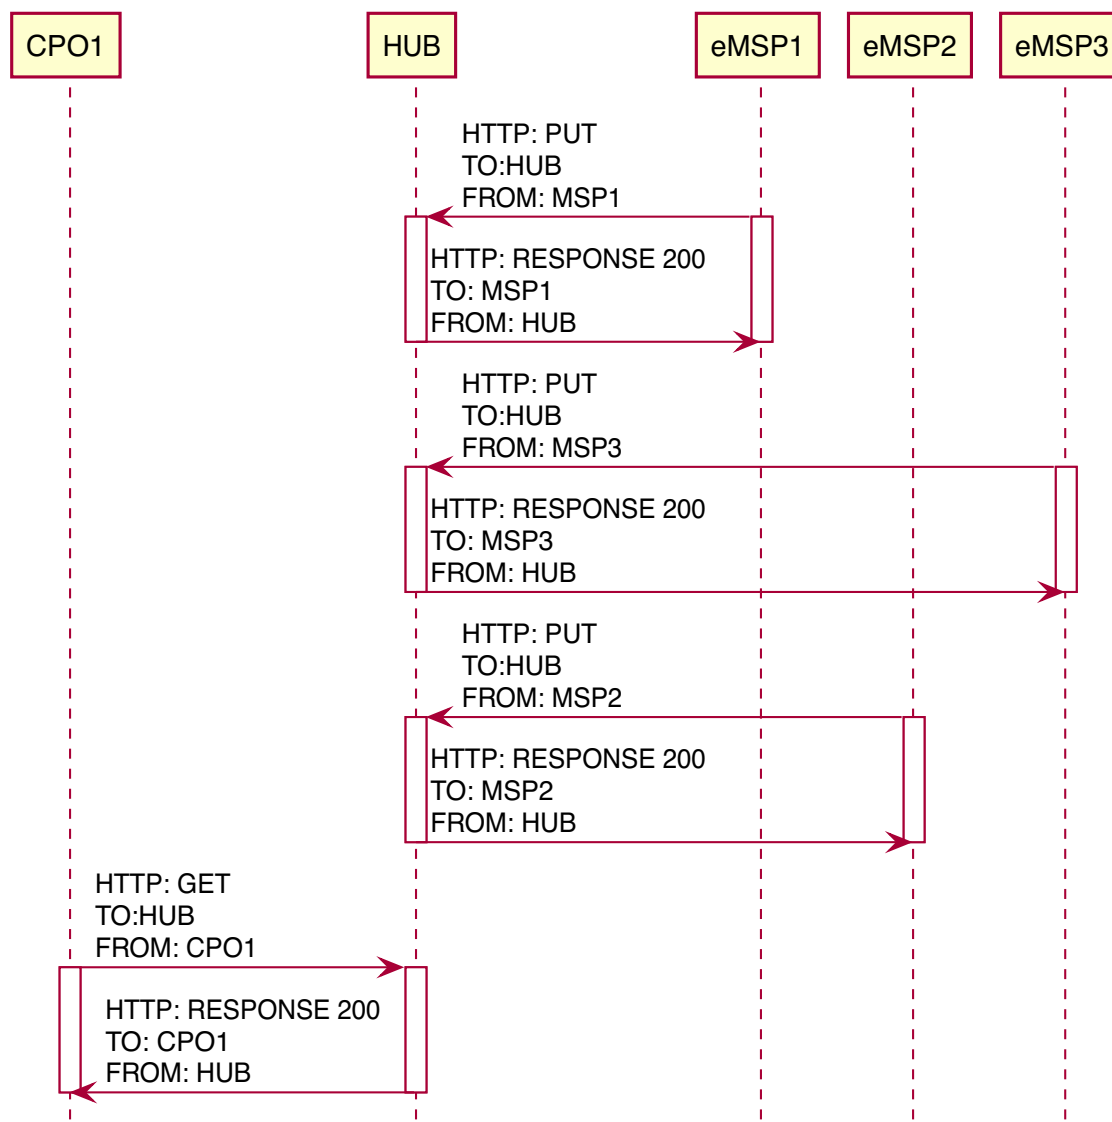 CPO1
HUB
eMSP1
eMSP2
eMSP3
HTTP: PUT
TO:HUB
FROM: MSP1
HTTP: RESPONSE 200
TO: MSP1
FROM: HUB
HTTP: PUT
TO:HUB
FROM: MSP3
HTTP: RESPONSE 200
TO: MSP3
FROM: HUB
HTTP: PUT
TO:HUB
FROM: MSP2
HTTP: RESPONSE 200
TO: MSP2
FROM: HUB
HTTP: GET
TO:HUB
FROM: CPO1
HTTP: RESPONSE 200
TO: CPO1
FROM: HUB